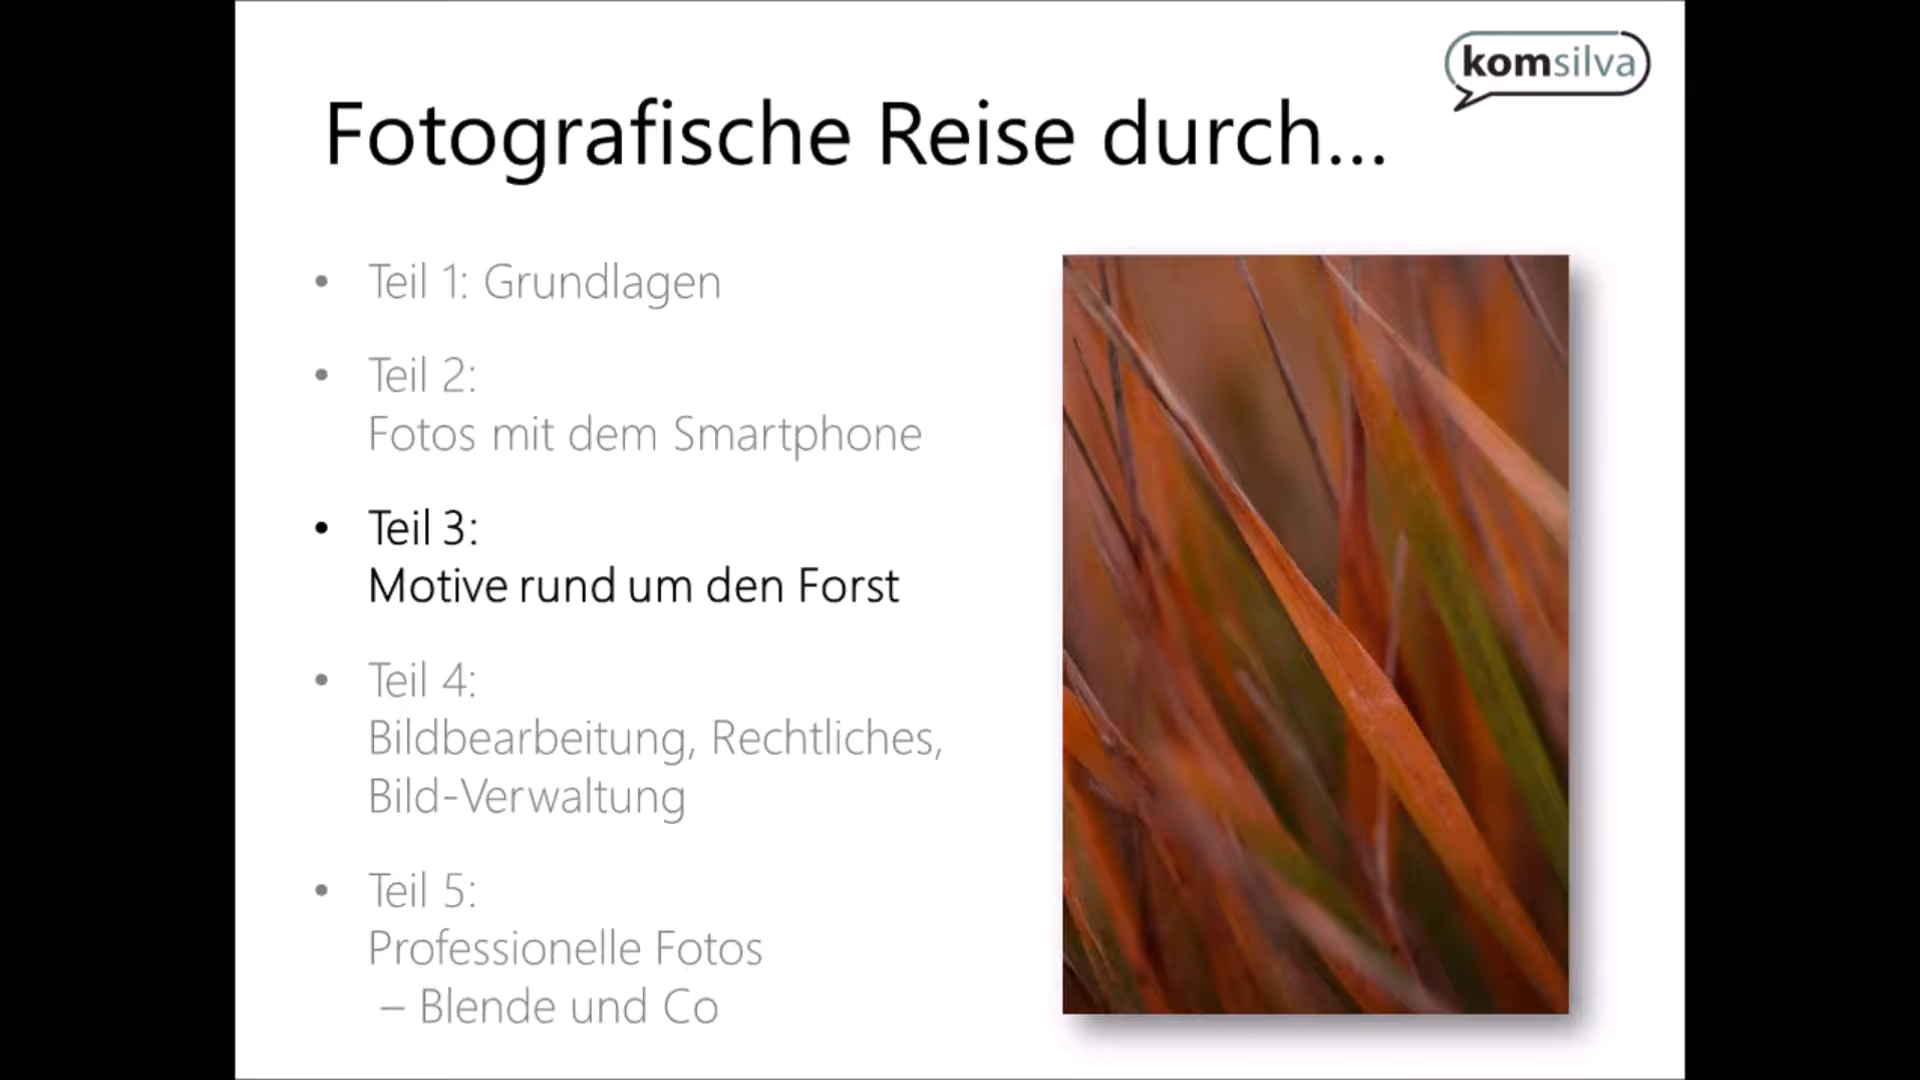 komsilva
Fotografische Reise durch...
• Teil 1: Grundlagen
• Teil 2:
Fotos mit dem Smartphone
• Teil 3:
Motive rund um den Forst
• Teil 4:
Bildbearbeitung, Rechtliches,
Bild-Verwaltung
• Teil 5:
Professionelle Fotos
– Blende und Co